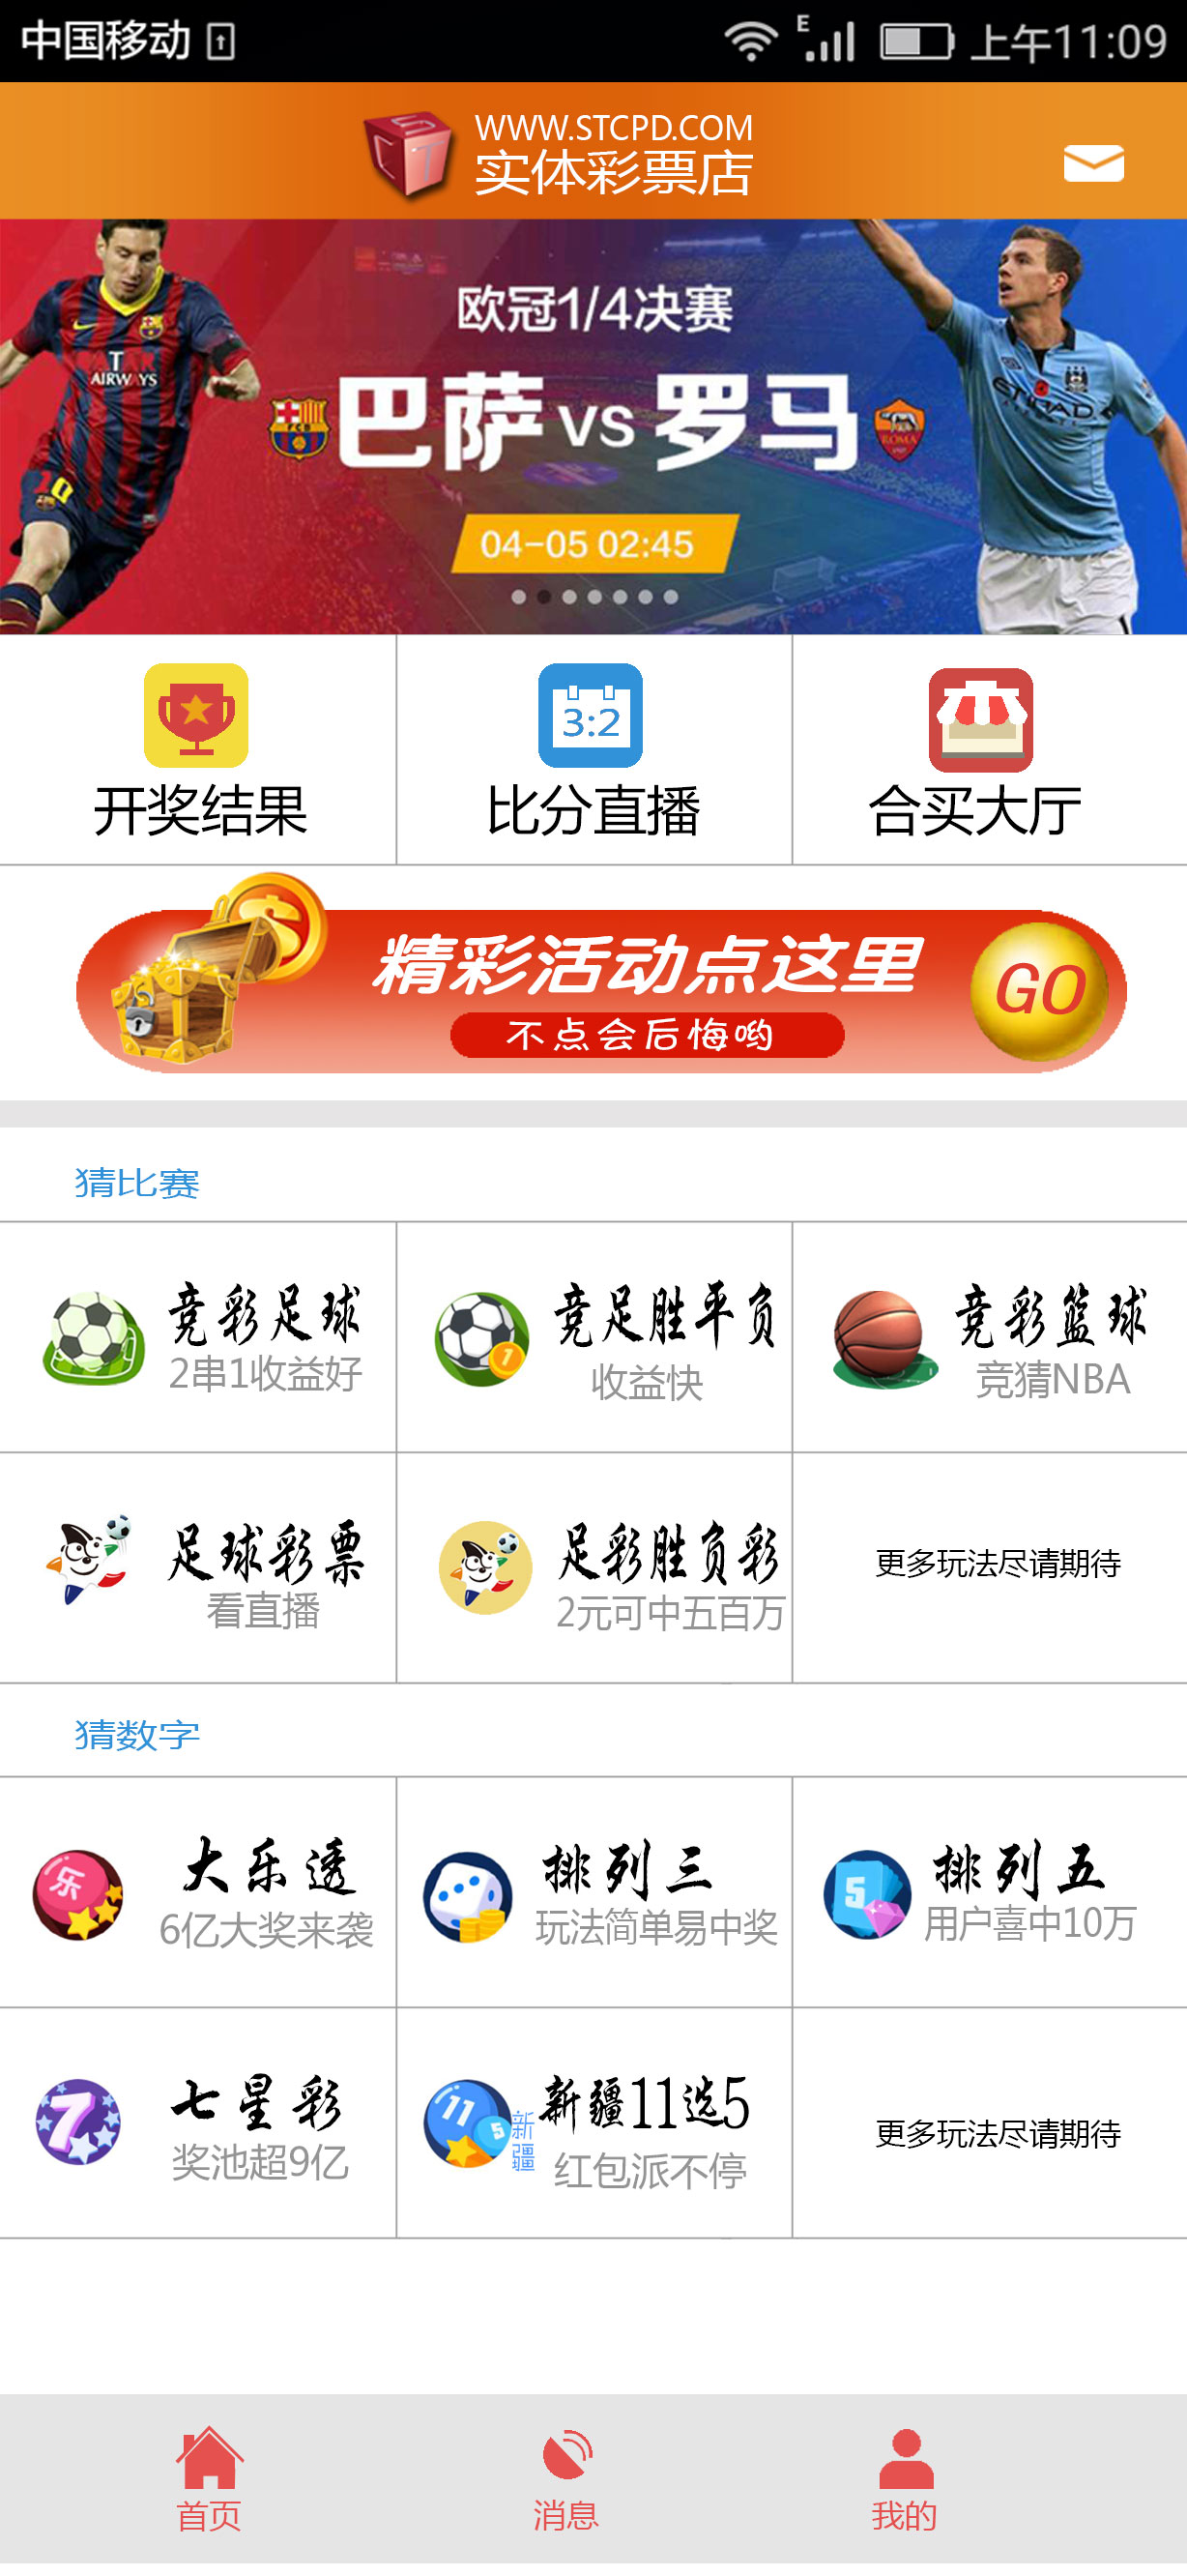 中国移动
E
上午11:09
WWW.STCPD.COM
实体彩票店
欧冠1/4决赛
巴萨 VS 罗马
04-05 02:45
AIRWAYS
ETIHAD
FCB
ROMA
10
3:2
开奖结果
比分直播
合买大厅
精彩活动点这里
不点会后悔哟
GO
猜比赛
竞彩足球
2串1收益好
竞足胜平负
收益快
1
竞彩篮球
竞猜NBA
足球彩票
看直播
足彩胜负彩
2元可中五百万
更多玩法尽请期待
猜数字
乐
大乐透
6亿大奖来袭
排列三
玩法简单易中奖
5
排列五
用户喜中10万
7
七星彩
奖池超9亿
11
5
新疆
新疆11选5
红包派不停
更多玩法尽请期待
首页
消息
我的